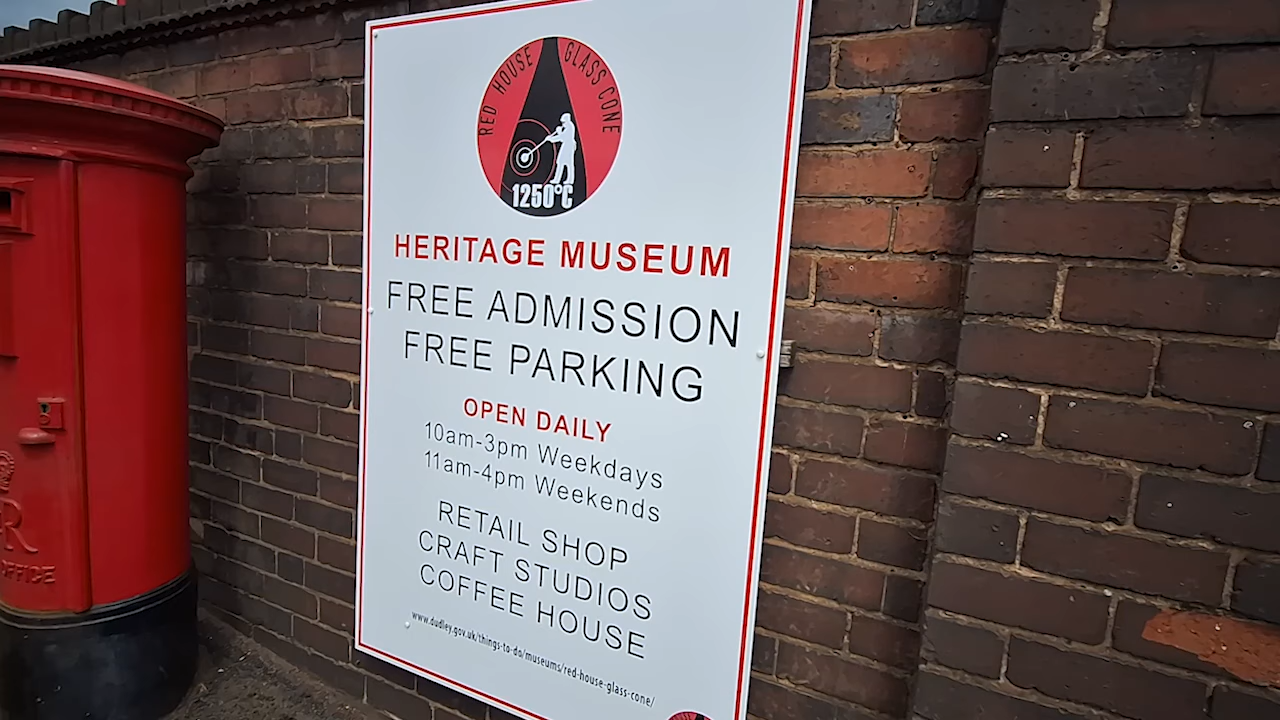 RED HOUSE GLASS CONE
1250°C
HERITAGE MUSEUM
FREE ADMISSION
FREE PARKING
OPEN DAILY
10am-3pm Weekdays
11am-4pm Weekends
RETAIL SHOP
CRAFT STUDIOS
COFFEE HOUSE
www.dudley.gov.uk/things-to-do/museums/red-house-glass-cone/
R
OFFICE